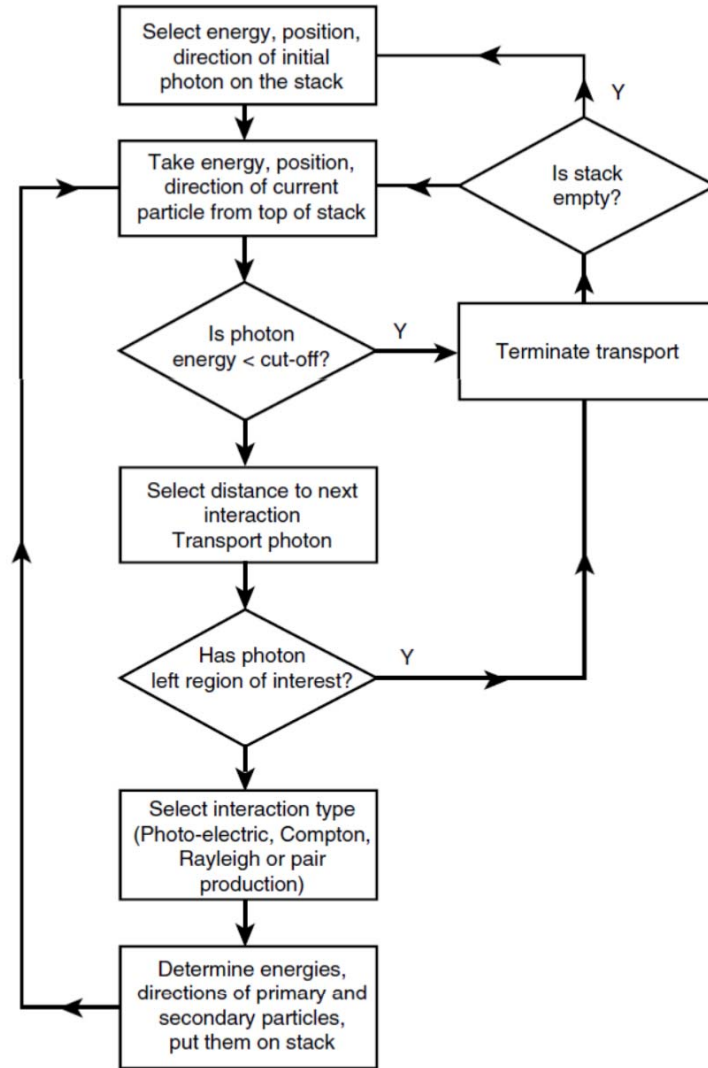 Select energy, position,
direction of initial
photon on the stack
Y
Take energy, position,
direction of current
particle from top of stack
Is stack
empty?
Is photon
energy < cut-off?
Y
Terminate transport
Select distance to next
interaction
Transport photon
Has photon
left region of interest?
Y
Select interaction type
(Photo-electric, Compton,
Rayleigh or pair
production)
Determine energies,
directions of primary and
secondary particles,
put them on stack